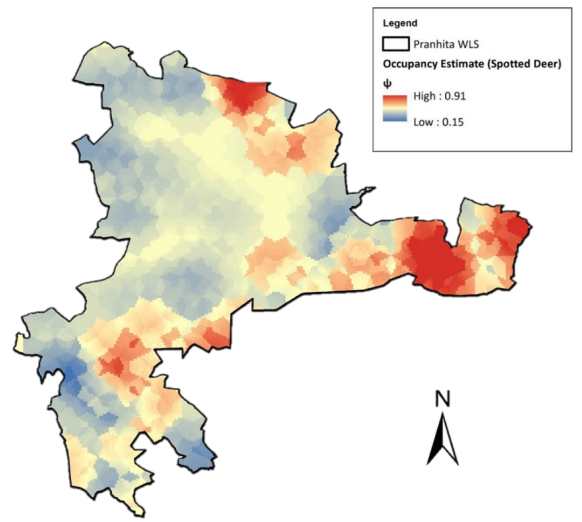 Legend
Pranhita WLS
Occupancy Estimate (Spotted Deer)
ψ
High : 0.91
Low : 0.15
N